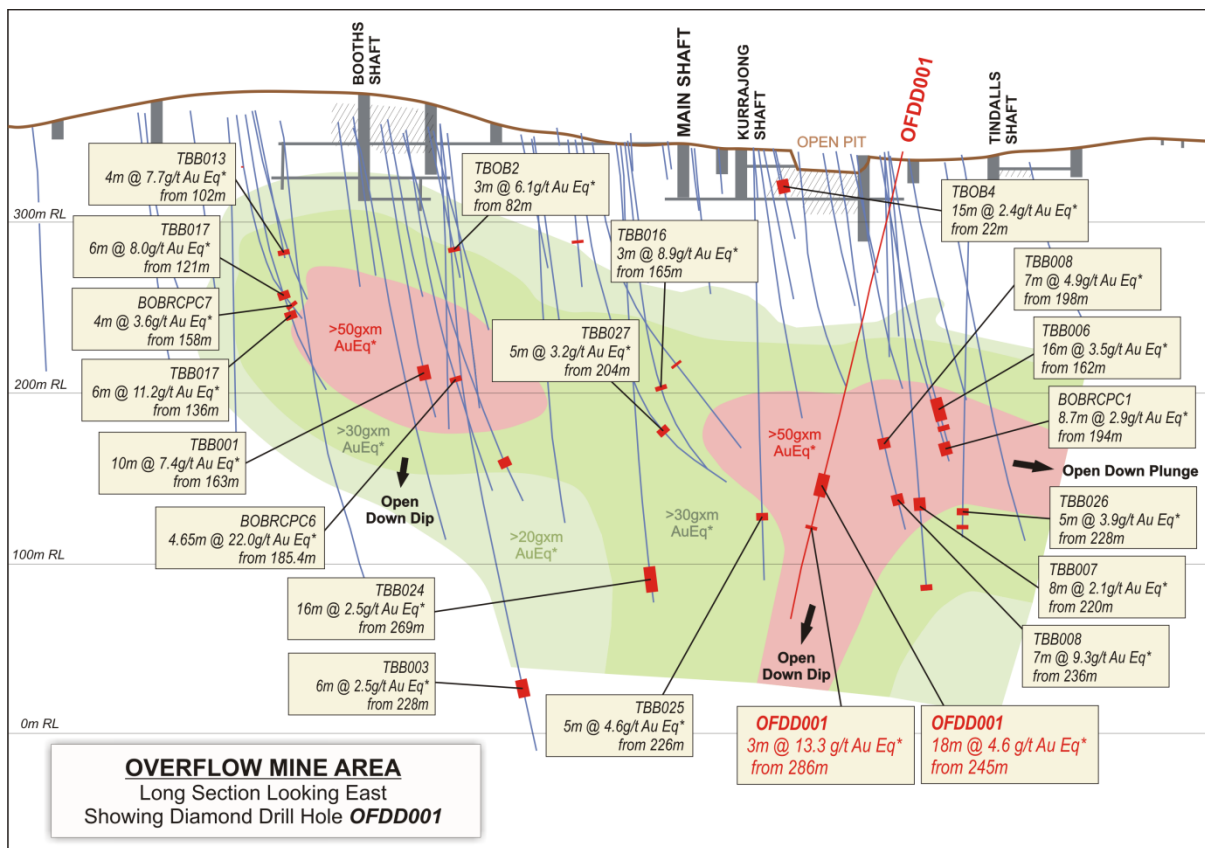 BOOTHS
SHAFT
MAIN SHAFT
KURRAJONG
SHAFT
OPEN PIT
OFDD001
TINDALLS
SHAFT
TBB013
4m @ 7.7g/t Au Eq*
from 102m
TBOB2
3m @ 6.1g/t Au Eq*
from 82m
TBOB4
15m @ 2.4g/t Au Eq*
from 22m
300m RL
TBB017
6m @ 8.0g/t Au Eq*
from 121m
TBB016
3m @ 8.9g/t Au Eq*
from 165m
TBB008
7m @ 4.9g/t Au Eq*
from 198m
BOBRCPC7
4m @ 3.6g/t Au Eq*
from 158m
>50gxm
AuEq*
TBB027
5m @ 3.2g/t Au Eq*
from 204m
TBB006
16m @ 3.5g/t Au Eq*
from 162m
TBB017
6m @ 11.2g/t Au Eq*
from 136m
200m RL
BOBRCPC1
8.7m @ 2.9g/t Au Eq*
from 194m
TBB001
10m @ 7.4g/t Au Eq*
from 163m
>30gxm
AuEq*
Open
Down Dip
>50gxm
AuEq*
Open Down Plunge
BOBRCPC6
4.65m @ 22.0g/t Au Eq*
from 185.4m
>20gxm
AuEq*
>30gxm
AuEq*
TBB026
5m @ 3.9g/t Au Eq*
from 228m
100m RL
TBB007
8m @ 2.1g/t Au Eq*
from 220m
TBB024
16m @ 2.5g/t Au Eq*
from 269m
Open
Down Dip
TBB008
7m @ 9.3g/t Au Eq*
from 236m
TBB003
6m @ 2.5g/t Au Eq*
from 228m
TBB025
5m @ 4.6g/t Au Eq*
from 226m
OFDD001
3m @ 13.3 g/t Au Eq*
from 286m
OFDD001
18m @ 4.6 g/t Au Eq*
from 245m
0m RL
OVERFLOW MINE AREA
Long Section Looking East
Showing Diamond Drill Hole OFDD001